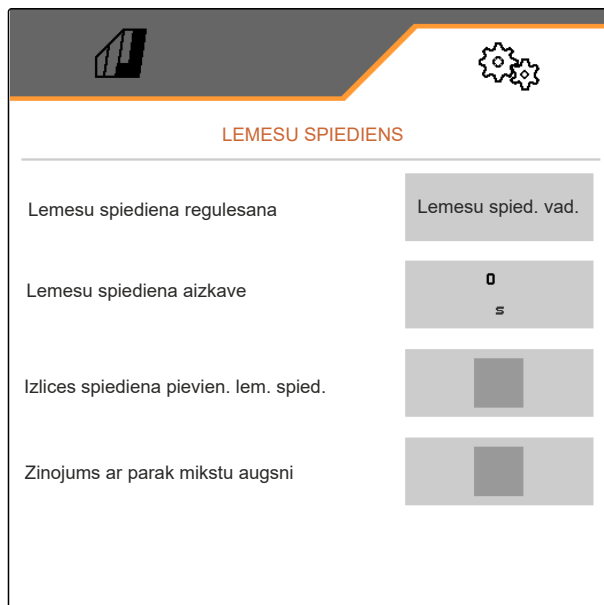 LEMESU SPIEDIENS
Lemesu spiediena regulesana
Lemesu spied. vad.
Lemesu spiediena aizkave
0
s
Izlices spiediena pievien. lem. spied.
Zinojums ar parak mikstu augsni